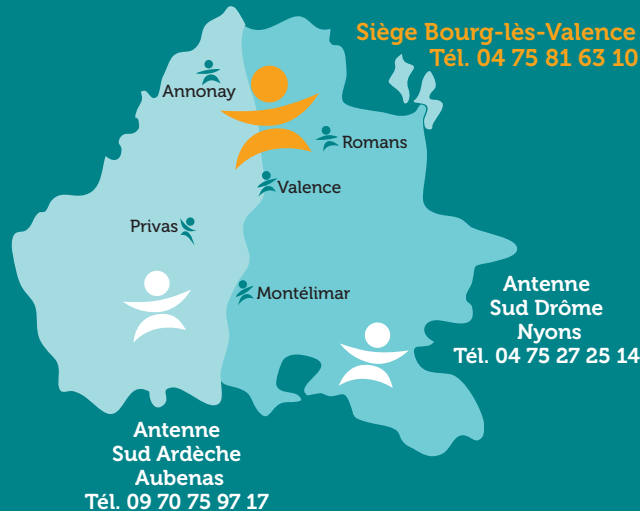 Siège Bourg-lès-Valence
Tél. 04 75 81 63 10
Annonay
Romans
Valence
Privas
Montélimar
Antenne
Sud Drôme
Nyons
Tél. 04 75 27 25 14
Antenne
Sud Ardèche
Aubenas
Tél. 09 70 75 97 17